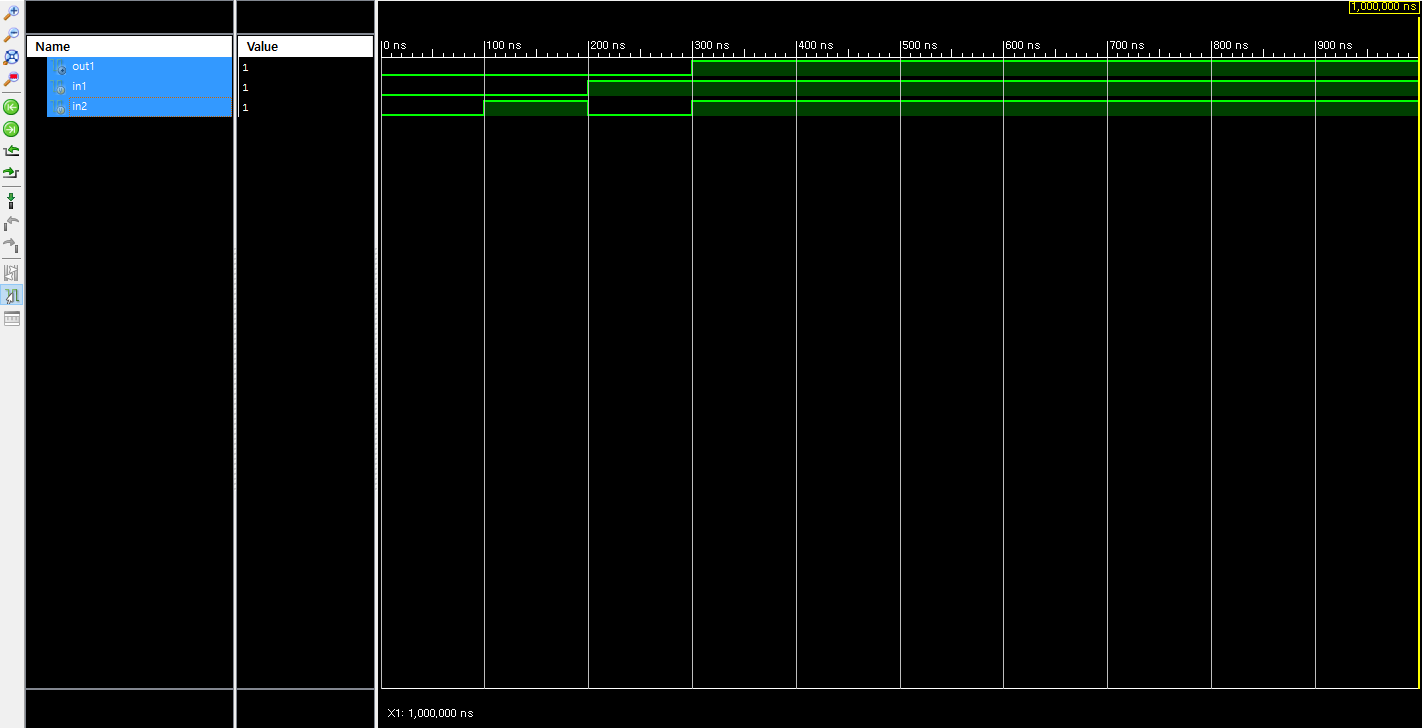 1,000,000 ns
Name Value
0 ns 100 ns 200 ns 300 ns 400 ns 500 ns 600 ns 700 ns 800 ns 900 ns
out1 1
in1 1
in2 1
X1: 1,000,000 ns